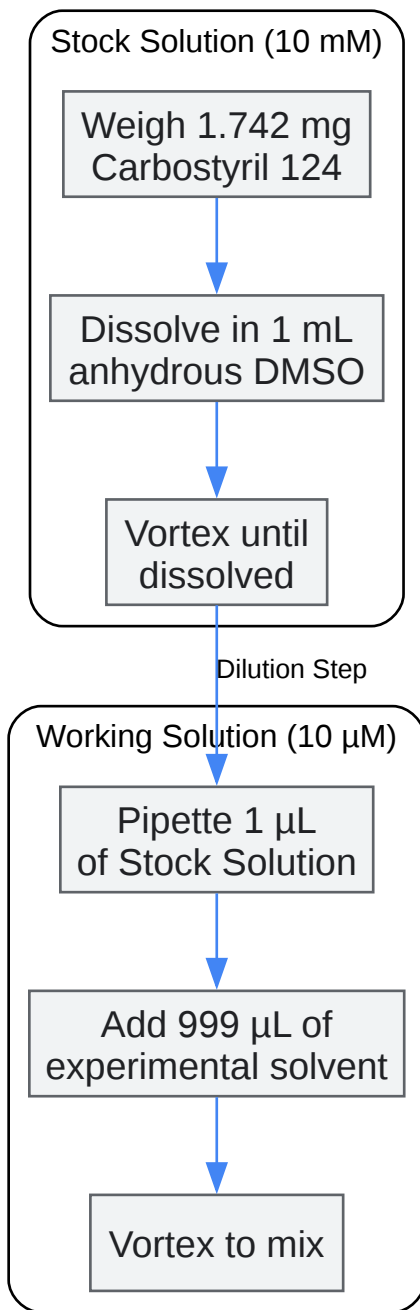 Stock Solution (10 mM)
Weigh 1.742 mg
Carbostyril 124
Dissolve in 1 mL
anhydrous DMSO
Vortex until
dissolved
Dilution Step
Working Solution (10 µM)
Pipette 1 µL
of Stock Solution
Add 999 µL of
experimental solvent
Vortex to mix